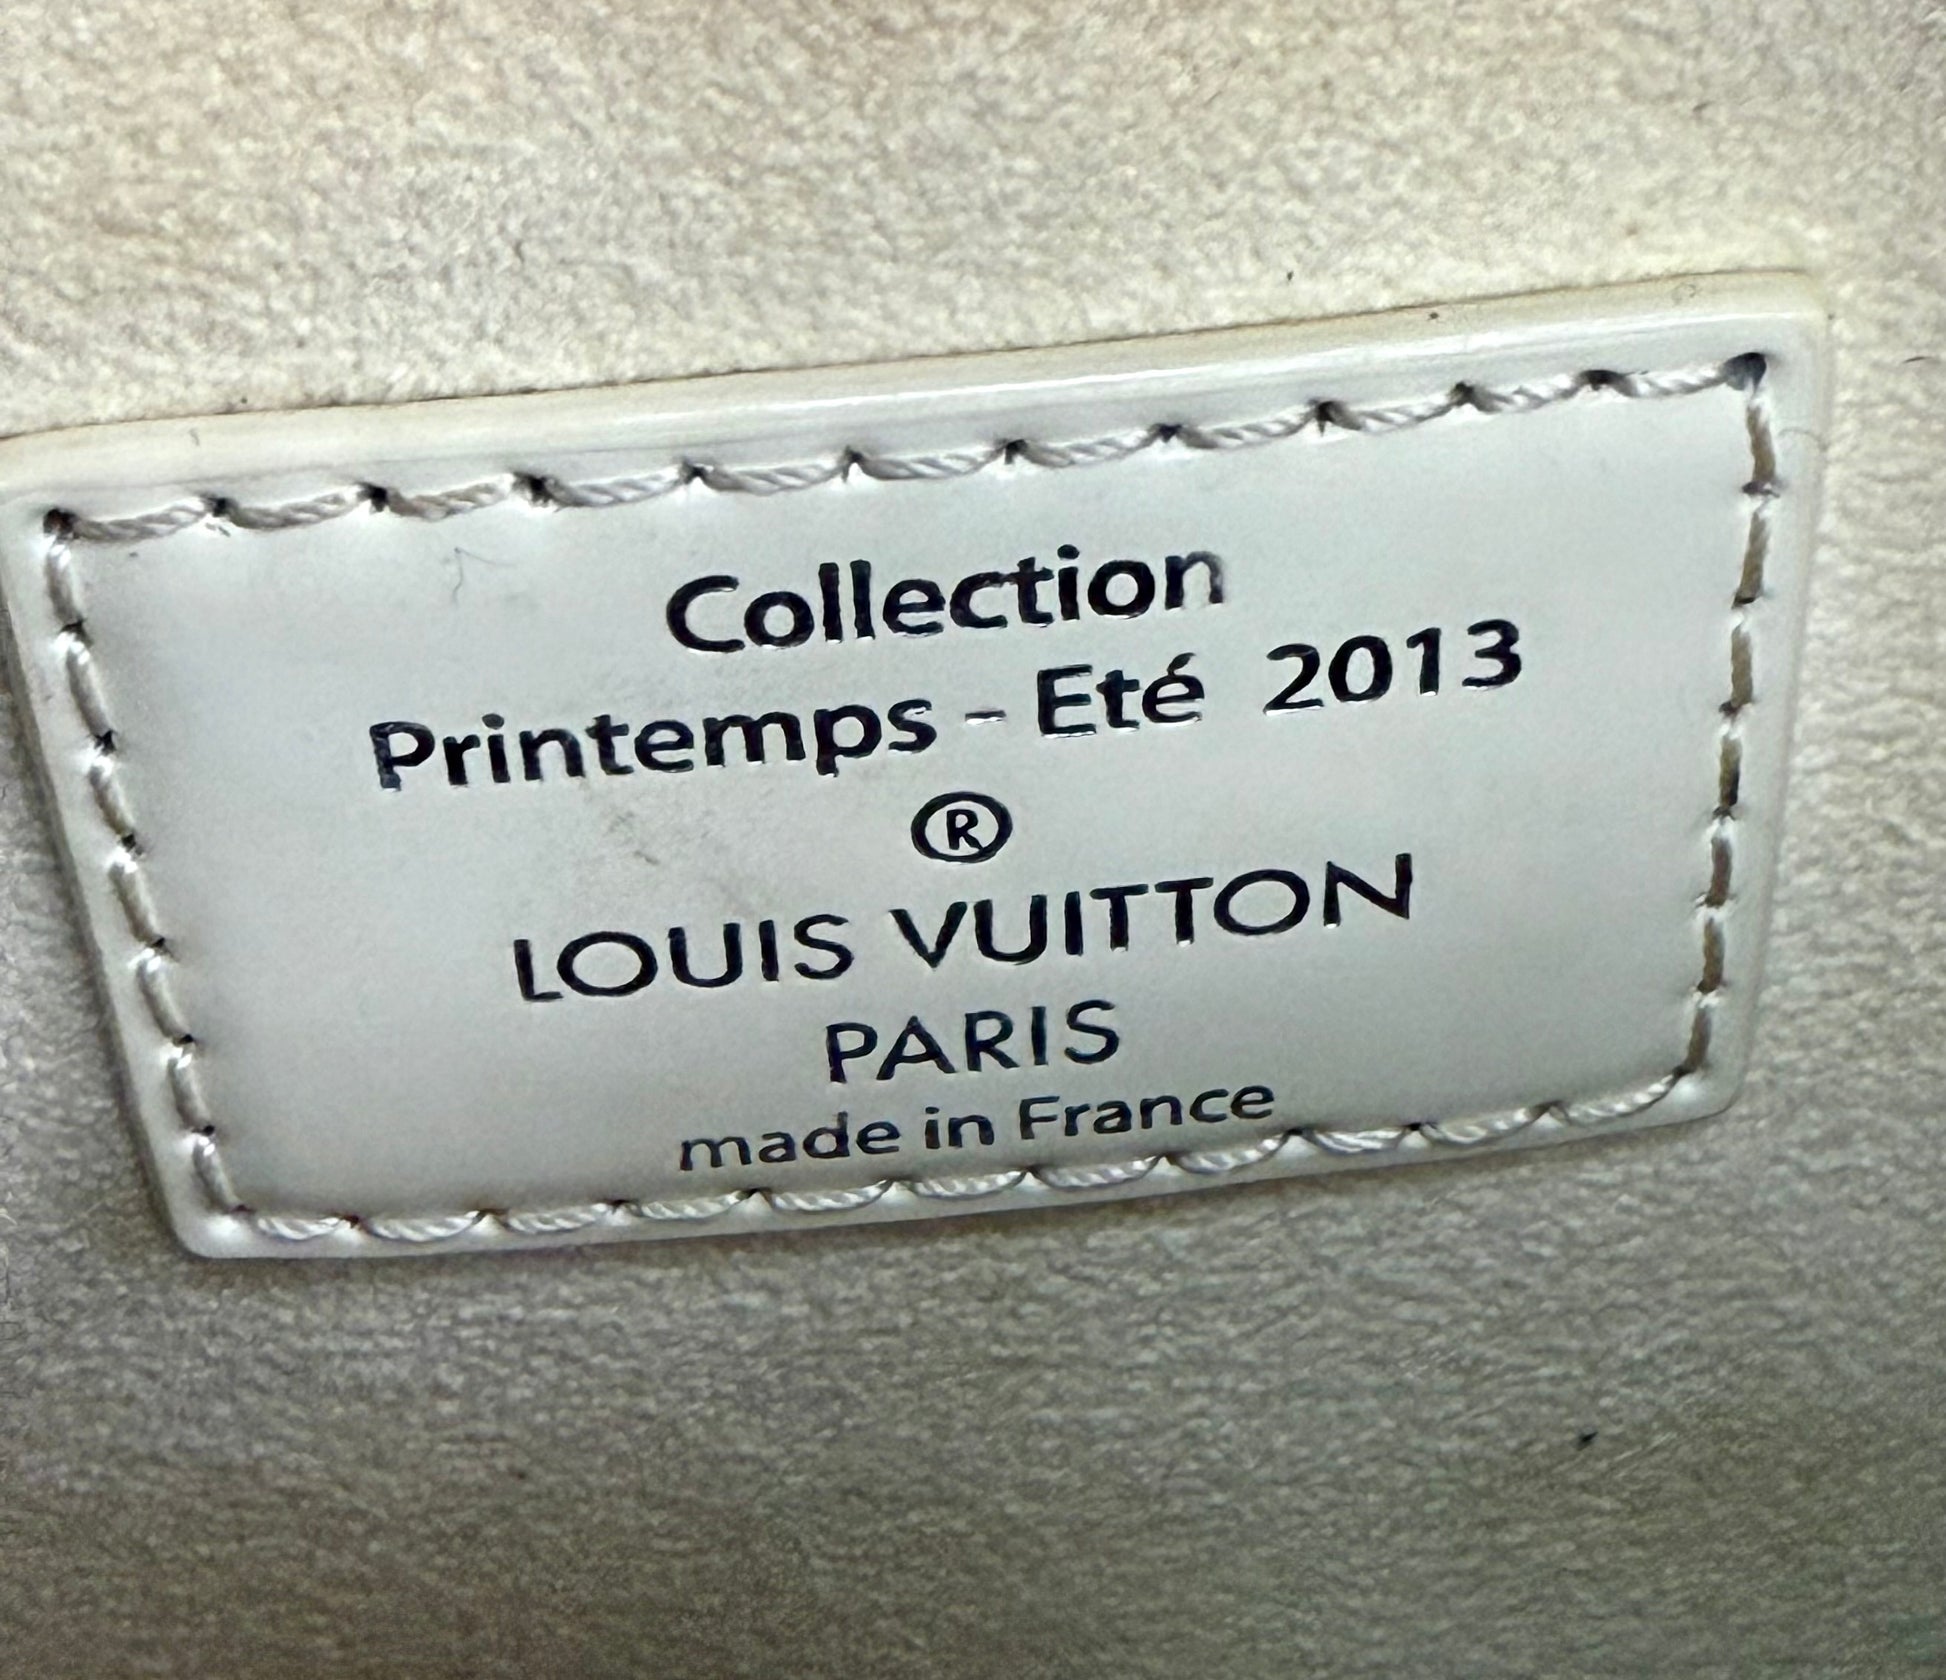 Collection
Printemps - Eté 2013
®
LOUIS VUITTON
PARIS
made in France